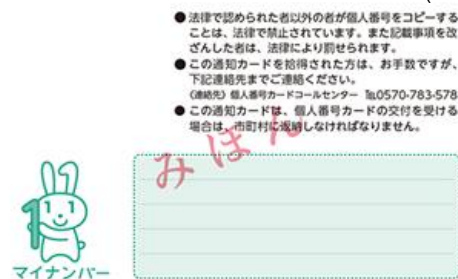 ●法律で認められた者以外の者が個人番号をコピーする
ことは、法律で禁止されています。また記載事項を改
ざんした者は、法律により罰せられます。
●この通知カードを拾得された方は、お手数ですが、
下記連絡先までご連絡ください。
(連絡先) 個人番号カードコールセンター ℡0570-783-578
●この通知カードは、個人番号カードの交付を受ける
場合は、市町村に返納しなければなりません。
みほん
1
マイナンバー